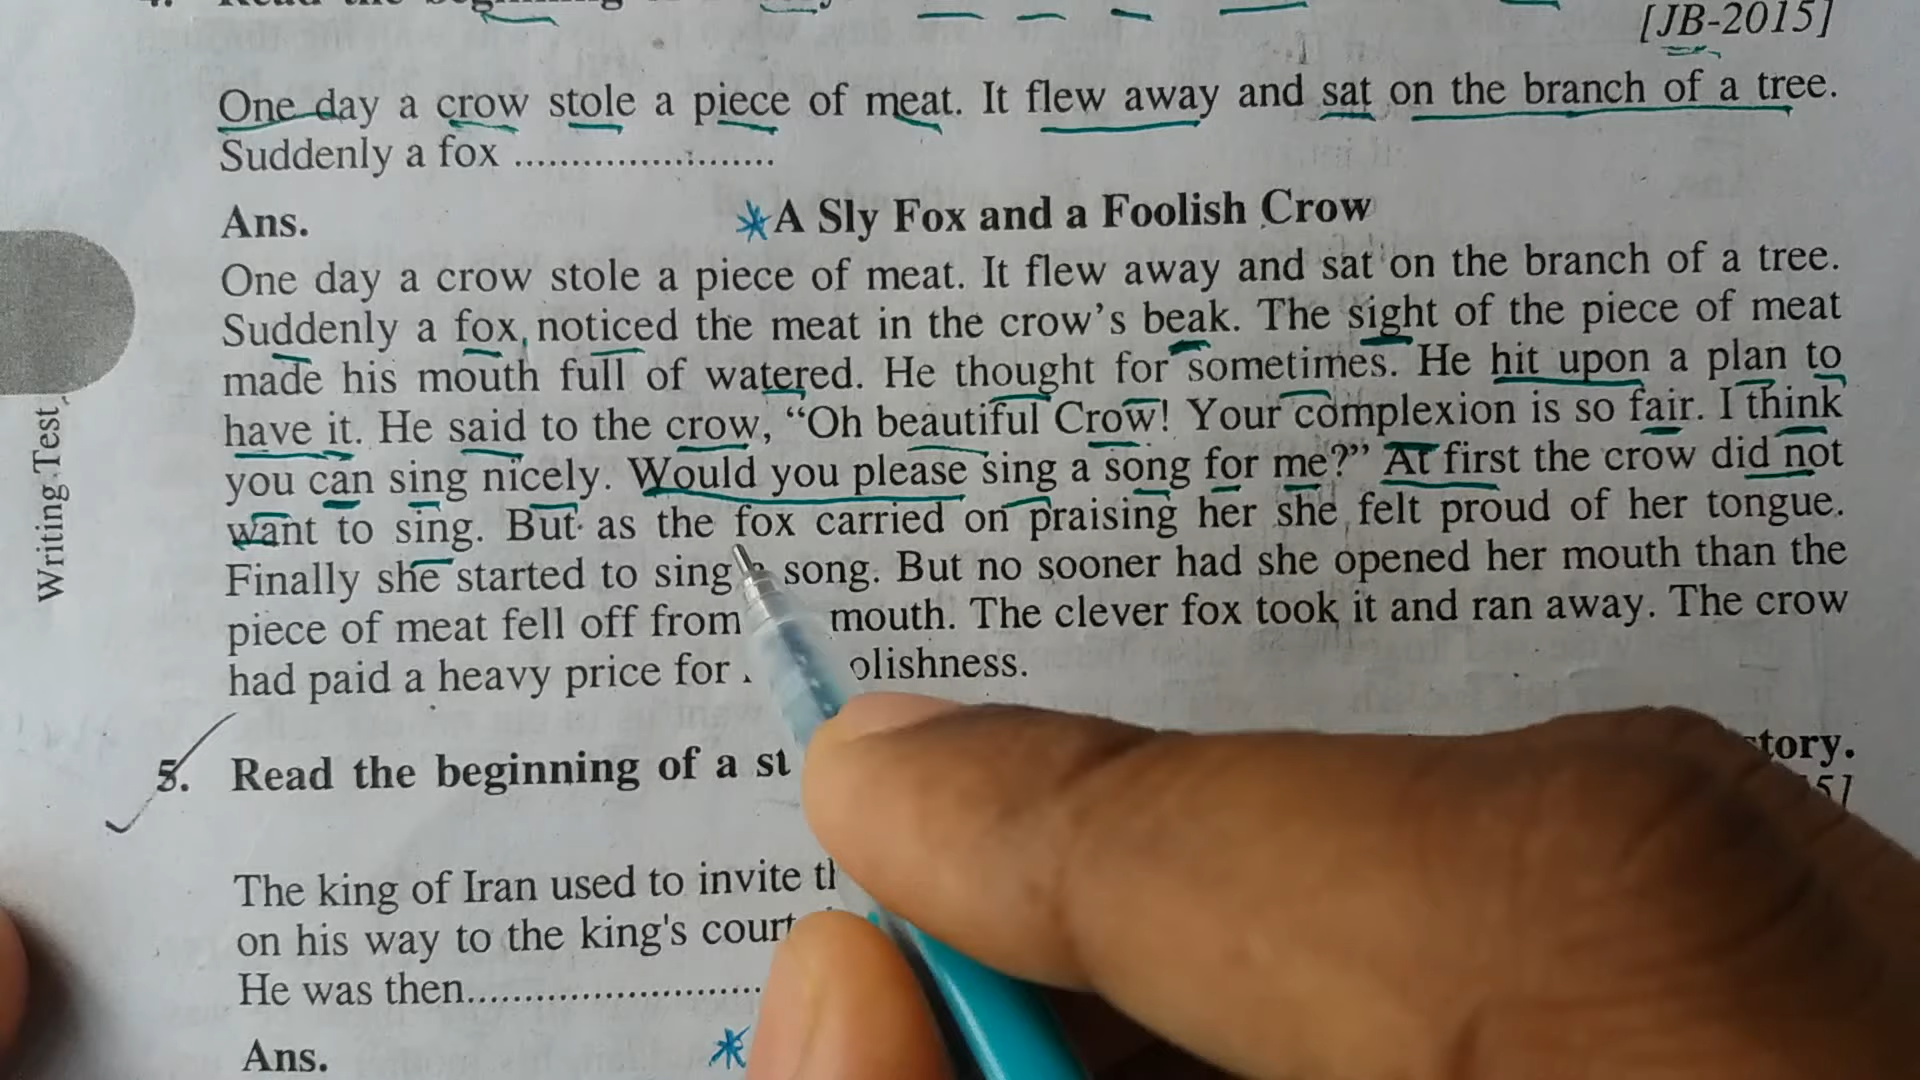 [JB-2015]
One day a crow stole a piece of meat. It flew away and sat on the branch of a tree.
Suddenly a fox ........................
Ans. *A Sly Fox and a Foolish Crow
One day a crow stole a piece of meat. It flew away and sat on the branch of a tree.
Suddenly a fox noticed the meat in the crow's beak. The sight of the piece of meat
made his mouth full of watered. He thought for sometimes. He hit upon a plan to
have it. He said to the crow, “Oh beautiful Crow! Your complexion is so fair. I think
you can sing nicely. Would you please sing a song for me?” At first the crow did not
want to sing. But as the fox carried on praising her she felt proud of her tongue.
Finally she started to sing song. But no sooner had she opened her mouth than the
piece of meat fell off from mouth. The clever fox took it and ran away. The crow
had paid a heavy price for olishness.
5. Read the beginning of a st tory.
5]
The king of Iran used to invite
on his way to the king's court
He was then..........................
Ans. *
Writing Test